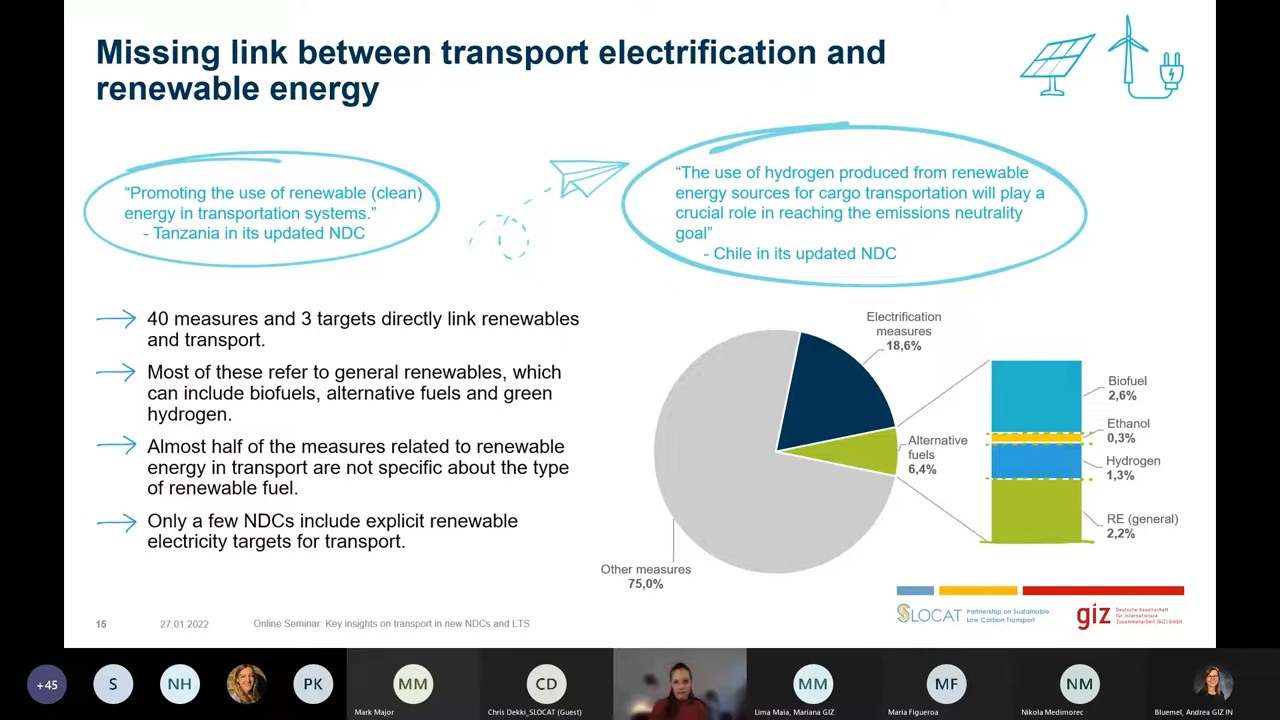 Missing link between transport electrification and
renewable energy
“Promoting the use of renewable (clean)
energy in transportation systems.”
- Tanzania in its updated NDC
“The use of hydrogen produced from renewable
energy sources for cargo transportation will play a
crucial role in reaching the emissions neutrality
goal”
- Chile in its updated NDC
40 measures and 3 targets directly link renewables
and transport.
Most of these refer to general renewables, which
can include biofuels, alternative fuels and green
hydrogen.
Almost half of the measures related to renewable
energy in transport are not specific about the type
of renewable fuel.
Only a few NDCs include explicit renewable
electricity targets for transport.
Electrification
measures
18,6%
Alternative
fuels
6,4%
Other measures
75,0%
Biofuel
2,6%
Ethanol
0,3%
Hydrogen
1,3%
RE (general)
2,2%
SLOCAT
Partnership on Sustainable,
Low Carbon Transport
giz
Deutsche Gesellschaft
für Internationale
Zusammenarbeit (GIZ) GmbH
15
27.01.2022
Online Seminar: Key insights on transport in new NDCs and LTS
+45
S
NH
PK
MM
Mark Major
CD
Chris Dekki_SLOCAT (Guest)
MM
Lima Maia, Mariana GIZ
MF
Maria Figueroa
NM
Nikola Medimorec
Bluemel, Andrea GIZ IN